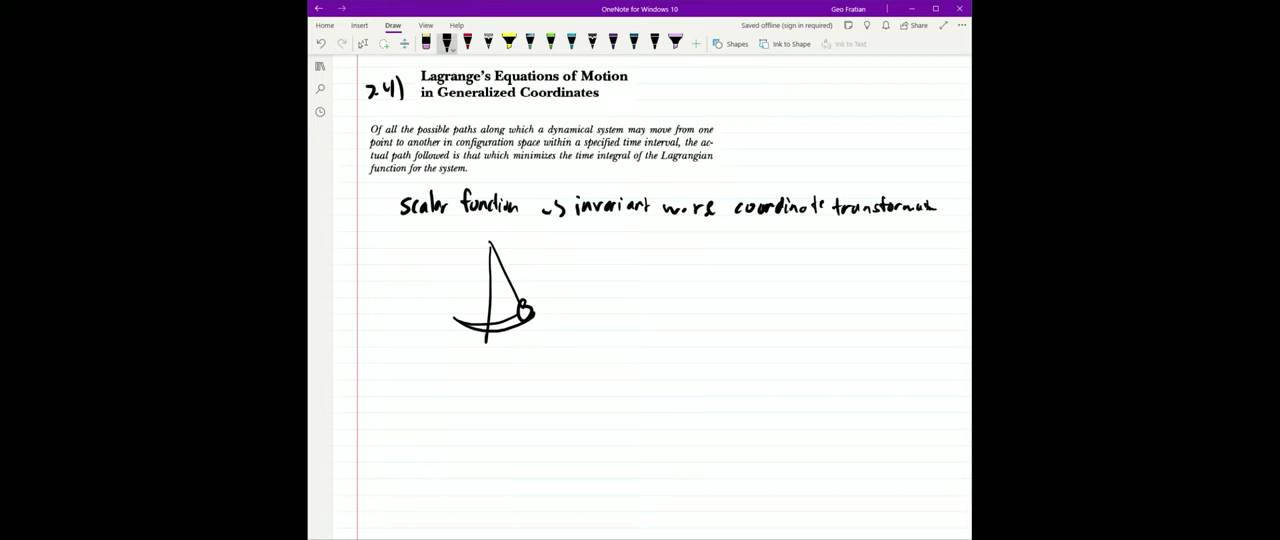 OneNote for Windows 10
Geo Fratian
Home Insert Draw View Help
Saved offline (sign in required)
Share
Shapes
Ink to Shape
Ink to Text
7.4)
Lagrange's Equations of Motion
in Generalized Coordinates
Of all the possible paths along which a dynamical system may move from one
point to another in configuration space within a specified time interval, the ac-
tual path followed is that which minimizes the time integral of the Lagrangian
function for the system.
scalar function invariant coordinate